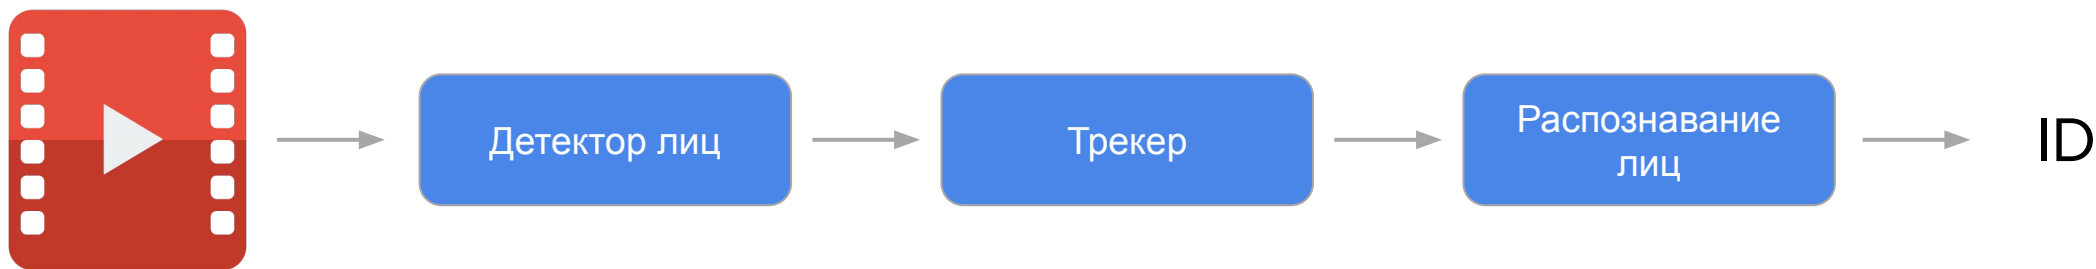 Детектор лиц
Трекер
Распознавание
лиц
ID